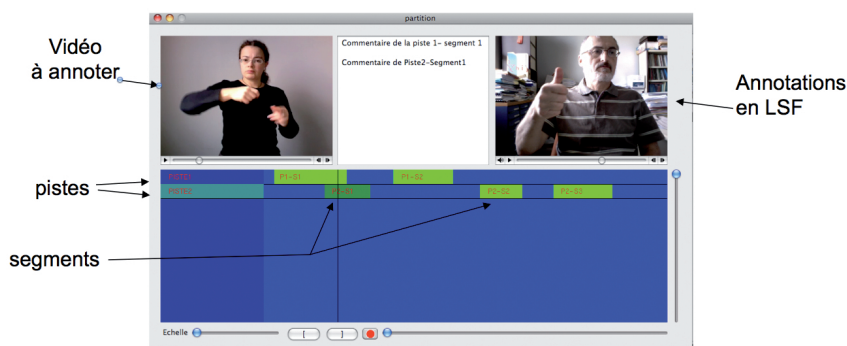 partition
Vidéo
à annoter
Commentaire de la piste 1- segment 1
Commentaire de Piste2-Segment1
Annotations
en LSF
pistes
P1-S1
P1-S2
PISTE2
P2-S2
P2-S3
segments
Echelle
[
]